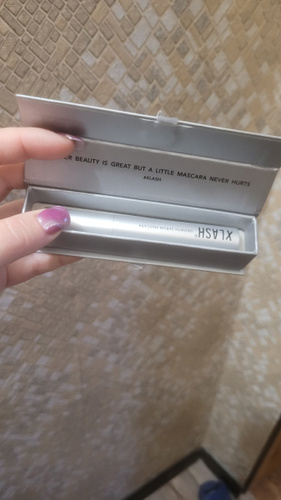 R BEAUTY IS GREAT BUT A LITTLE MASCARA NEVER HURTS
#XLASH
XLASH